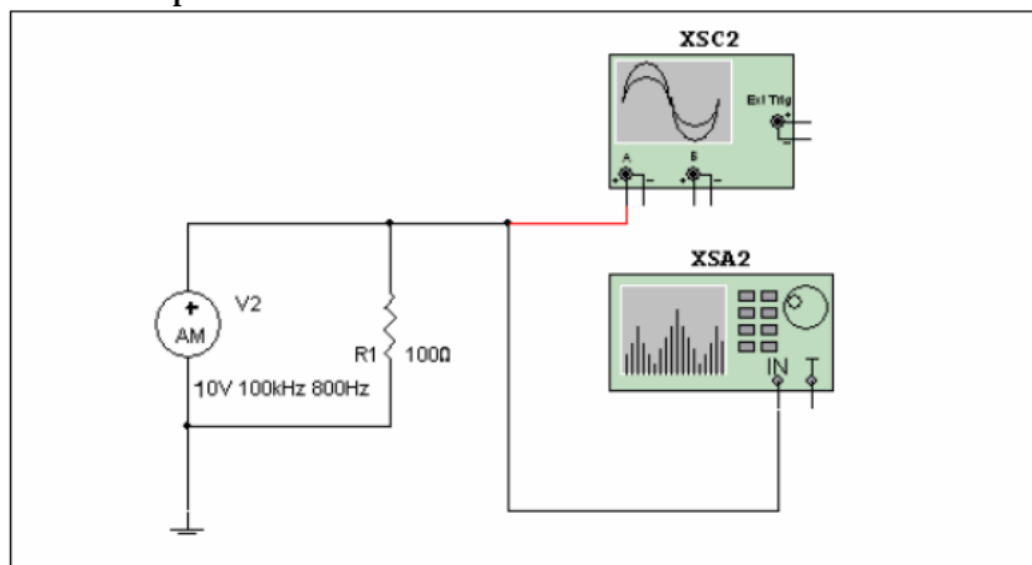 XSC2
Ext Trig
+
-
A
B
+ - + -
XSA2
IN T
+
AM
V2
10V 100kHz 800Hz
R1 100Ω